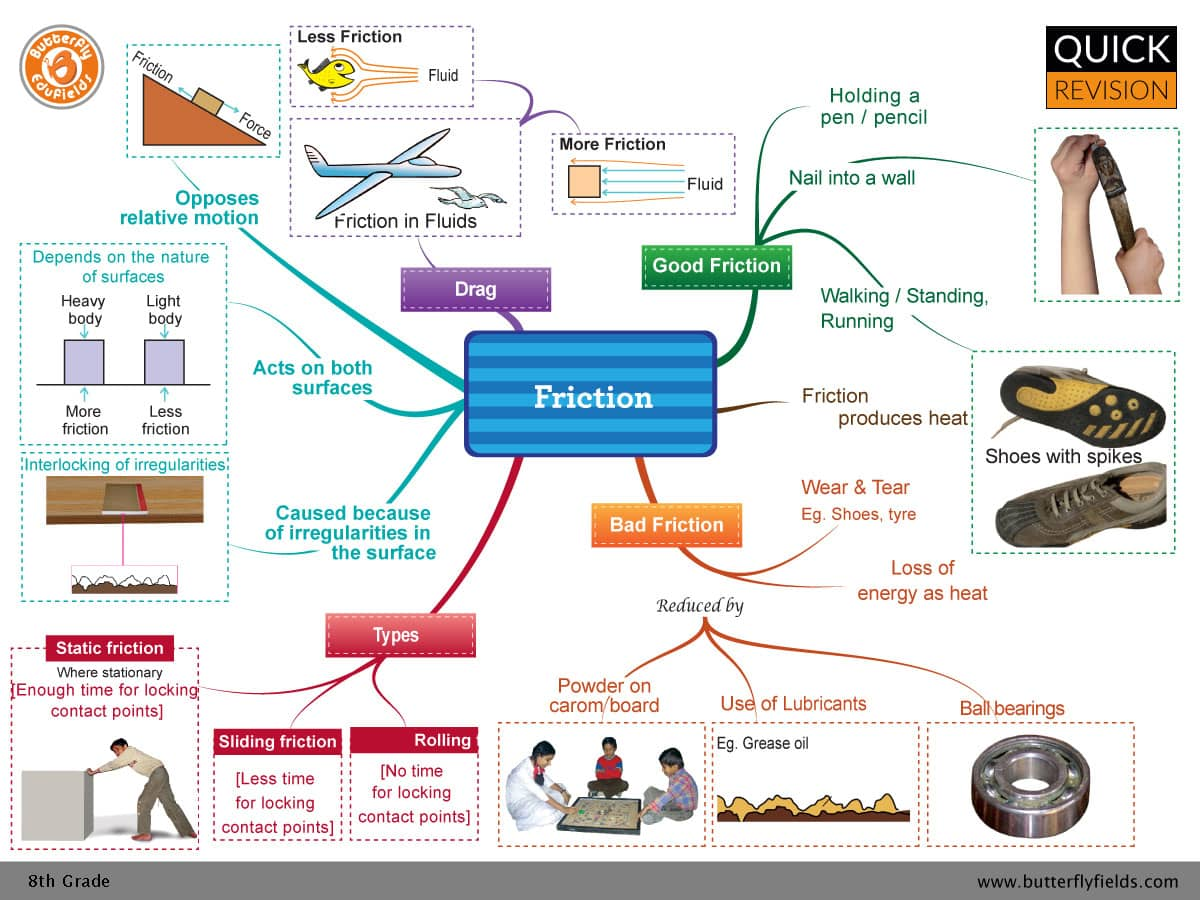 Butterfly
Edufields
QUICK
REVISION
Friction
Force
Less Friction
Fluid
More Friction
Fluid
Friction in Fluids
Drag
Opposes
relative motion
Depends on the nature
of surfaces
Heavy
body
Light
body
More
friction
Less
friction
Acts on both
surfaces
Interlocking of irregularities
Caused because
of irregularities in
the surface
Friction
Good Friction
Holding a
pen / pencil
Nail into a wall
Walking / Standing,
Running
Shoes with spikes
Friction
produces heat
Bad Friction
Wear & Tear
Eg. Shoes, tyre
Loss of
energy as heat
Reduced by
Powder on
carom board
Use of Lubricants
Eg. Grease oil
Ball bearings
Types
Static friction
Where stationary
[Enough time for locking
contact points]
Sliding friction
[Less time
for locking
contact points]
Rolling
[No time
for locking
contact points]
8th Grade
www.butterflyfields.com